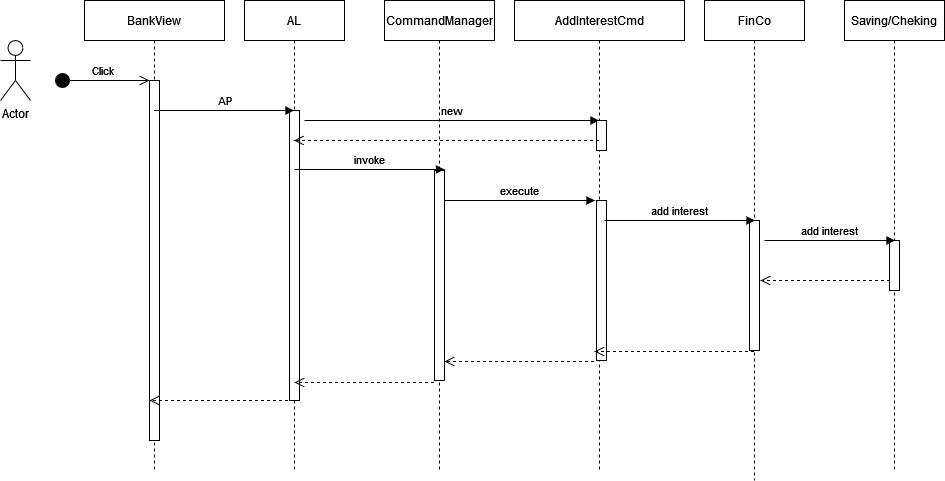 BankView
AL
CommandManager
AddInterestCmd
FinCo
Saving/Cheking
Click
Actor
AP
new
invoke
execute
add interest
add interest